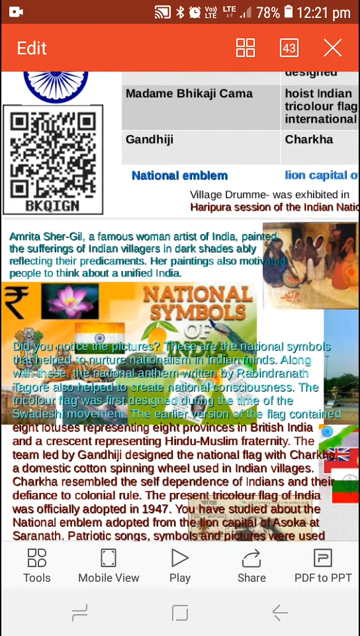 78% 12:21 pm
Edit 43
designed
Madame Bhikaji Cama hoist Indian
tricolour flag
international
Gandhiji Charkha
BKQIGN
National emblem lion capital o
Village Drumme- was exhibited in
Haripura session of the Indian Natio
Amrita Sher-Gil, a famous woman artist of India, painted
the sufferings of Indian villagers in dark shades ably
reflecting their predicaments. Her paintings also motivated
people to think about a unified India.
NATIONAL
SYMBOLS
OF
Did you notice the pictures? These are the national symbols
that helped to nurture nationalism in Indian minds. Along
with these, the national anthem writen by Rabindranath
Tagore also helped to create national consciousness. The
tricolour flag was first designed during the time of the
Swadeshi movement. The earlier version of the flag contained
eight lotuses representing eight provinces in British India
and a crescent representing Hindu-Muslim fraternity. The
team led by Gandhiji designed the national flag with Charkha,
a domestic cotton spinning wheel used in Indian villages.
Charkha resembled the self dependence of Indians and their
defiance to colonial rule. The present tricolour flag of India
was officially adopted in 1947. You have studied about the
National emblem adopted from the lion capital of Asoka at
Saranath. Patriotic songs, symbols and pictures were used
Tools Mobile View Play Share PDF to PPT